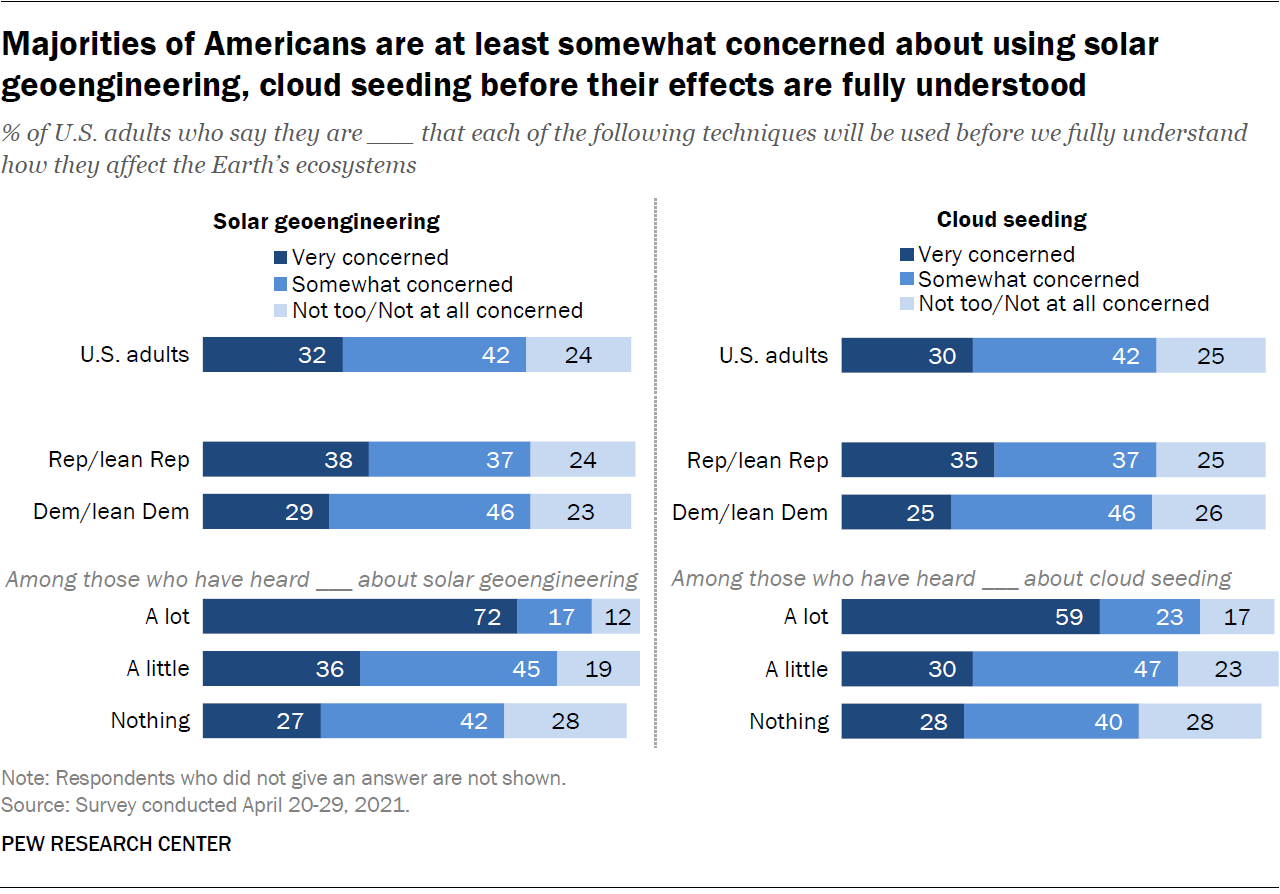 Majorities of Americans are at least somewhat concerned about using solar
geoengineering, cloud seeding before their effects are fully understood
% of U.S. adults who say they are ___ that each of the following techniques will be used before we fully understand
how they affect the Earth's ecosystems
Solar geoengineering
Very concerned
Somewhat concerned
Not too/Not at all concerned
U.S. adults 32 42 24
Rep/lean Rep 38 37 24
Dem/lean Dem 29 46 23
Among those who have heard ___ about solar geoengineering
A lot 72 17 12
A little 36 45 19
Nothing 27 42 28
Cloud seeding
Very concerned
Somewhat concerned
Not too/Not at all concerned
U.S. adults 30 42 25
Rep/lean Rep 35 37 25
Dem/lean Dem 25 46 26
Among those who have heard ___ about cloud seeding
A lot 59 23 17
A little 30 47 23
Nothing 28 40 28
Note: Respondents who did not give an answer are not shown.
Source: Survey conducted April 20-29, 2021.
PEW RESEARCH CENTER